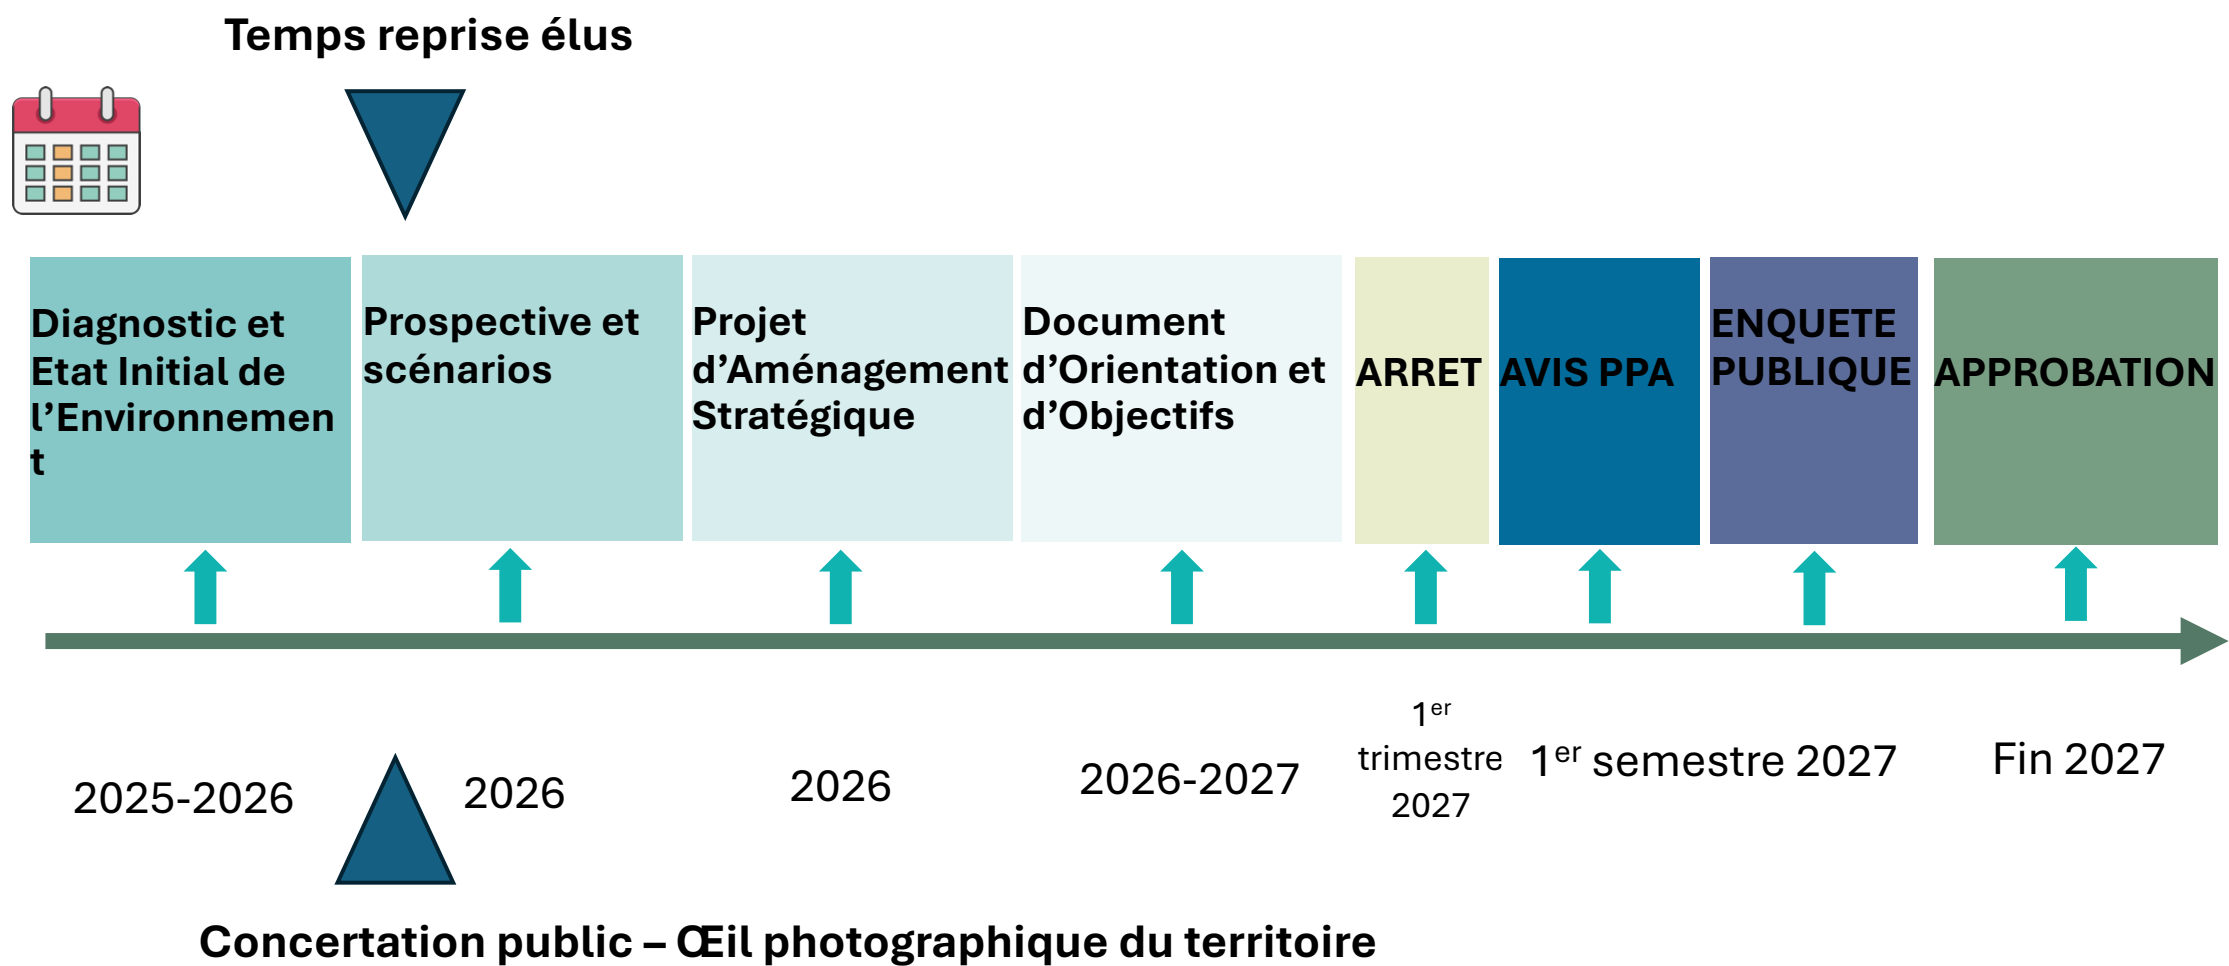 Temps reprise élus
Diagnostic et
Etat Initial de
l’Environnemen
t
Prospective et
scénarios
Projet
d’Aménagement
Stratégique
Document
d’Orientation et
d’Objectifs
ARRET
AVIS PPA
ENQUETE
PUBLIQUE
APPROBATION
2025-2026
2026
2026
2026-2027
1er
trimestre
2027
1er semestre 2027
Fin 2027
Concertation public – Œil photographique du territoire